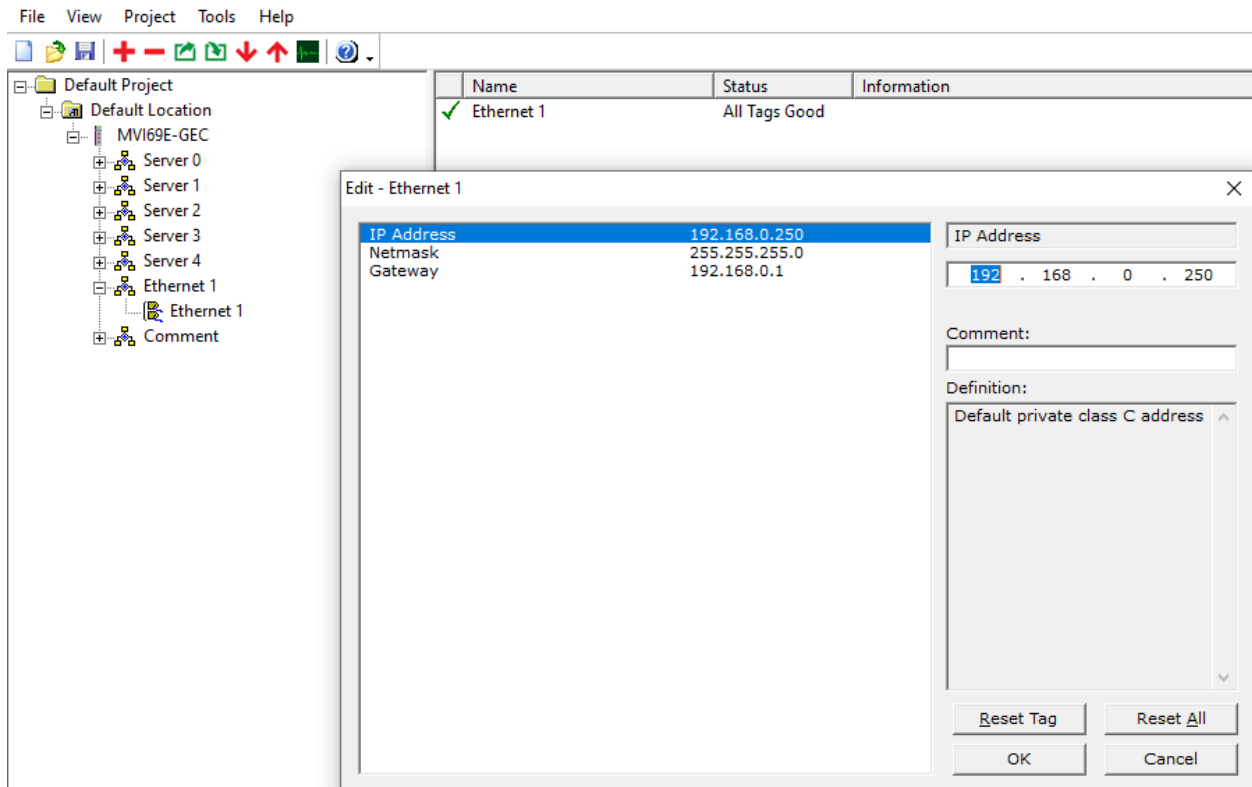 File View Project Tools Help
Default Project
Default Location
MVI69E-GEC
Server 0
Server 1
Server 2
Server 3
Server 4
Ethernet 1
Ethernet 1
Comment
Name Status Information
Ethernet 1 All Tags Good
Edit - Ethernet 1
IP Address 192.168.0.250
Netmask 255.255.255.0
Gateway 192.168.0.1
IP Address
192 . 168 . 0 . 250
Comment:
Definition:
Default private class C address
Reset Tag Reset All
OK Cancel